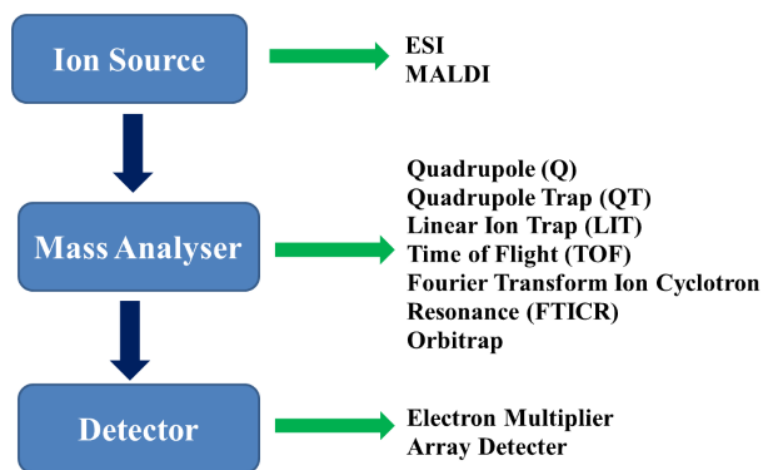 Ion Source
ESI
MALDI
Mass Analyser
Quadrupole (Q)
Quadrupole Trap (QT)
Linear Ion Trap (LIT)
Time of Flight (TOF)
Fourier Transform Ion Cyclotron
Resonance (FTICR)
Orbitrap
Detector
Electron Multiplier
Array Detecter